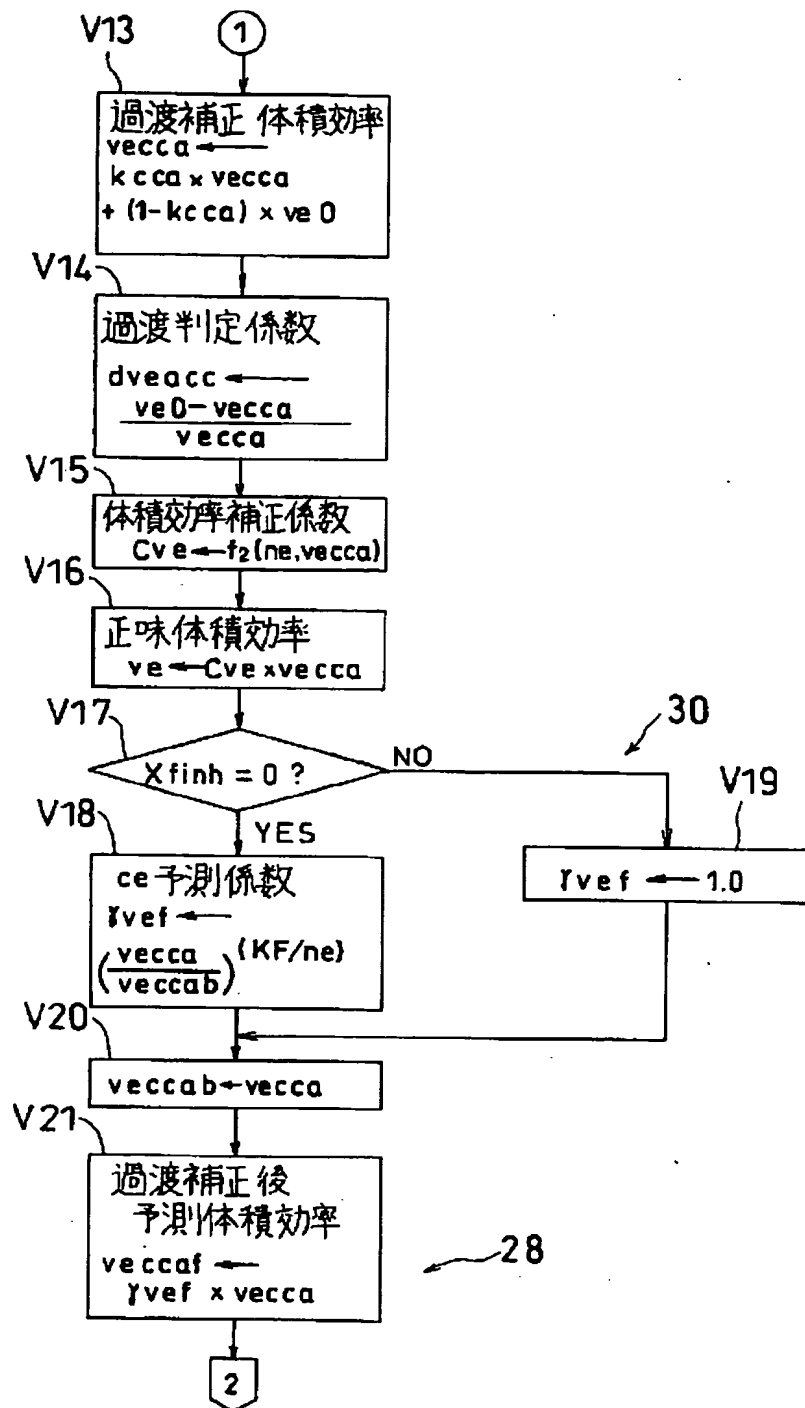 1
V13
過渡補正 体積効率
vecca ←
kcca × vecca
+ (1-kcca) × ve0
V14
過渡判定係数
dveacc ←
ve0-vecca
vecca
V15
体積効率補正係数
Cve ← f₂(ne,vecca)
V16
正味体積効率
ve ← Cve × vecca
V17
Xfinh = 0 ?
NO
30
YES
V18
ce予測係数
γvef ←
(vecca/veccab)(KF/ne)
V19
γvef ← 1.0
V20
veccab ← vecca
V21
過渡補正後
予測体積効率
veccaf ←
γvef × vecca
28
2